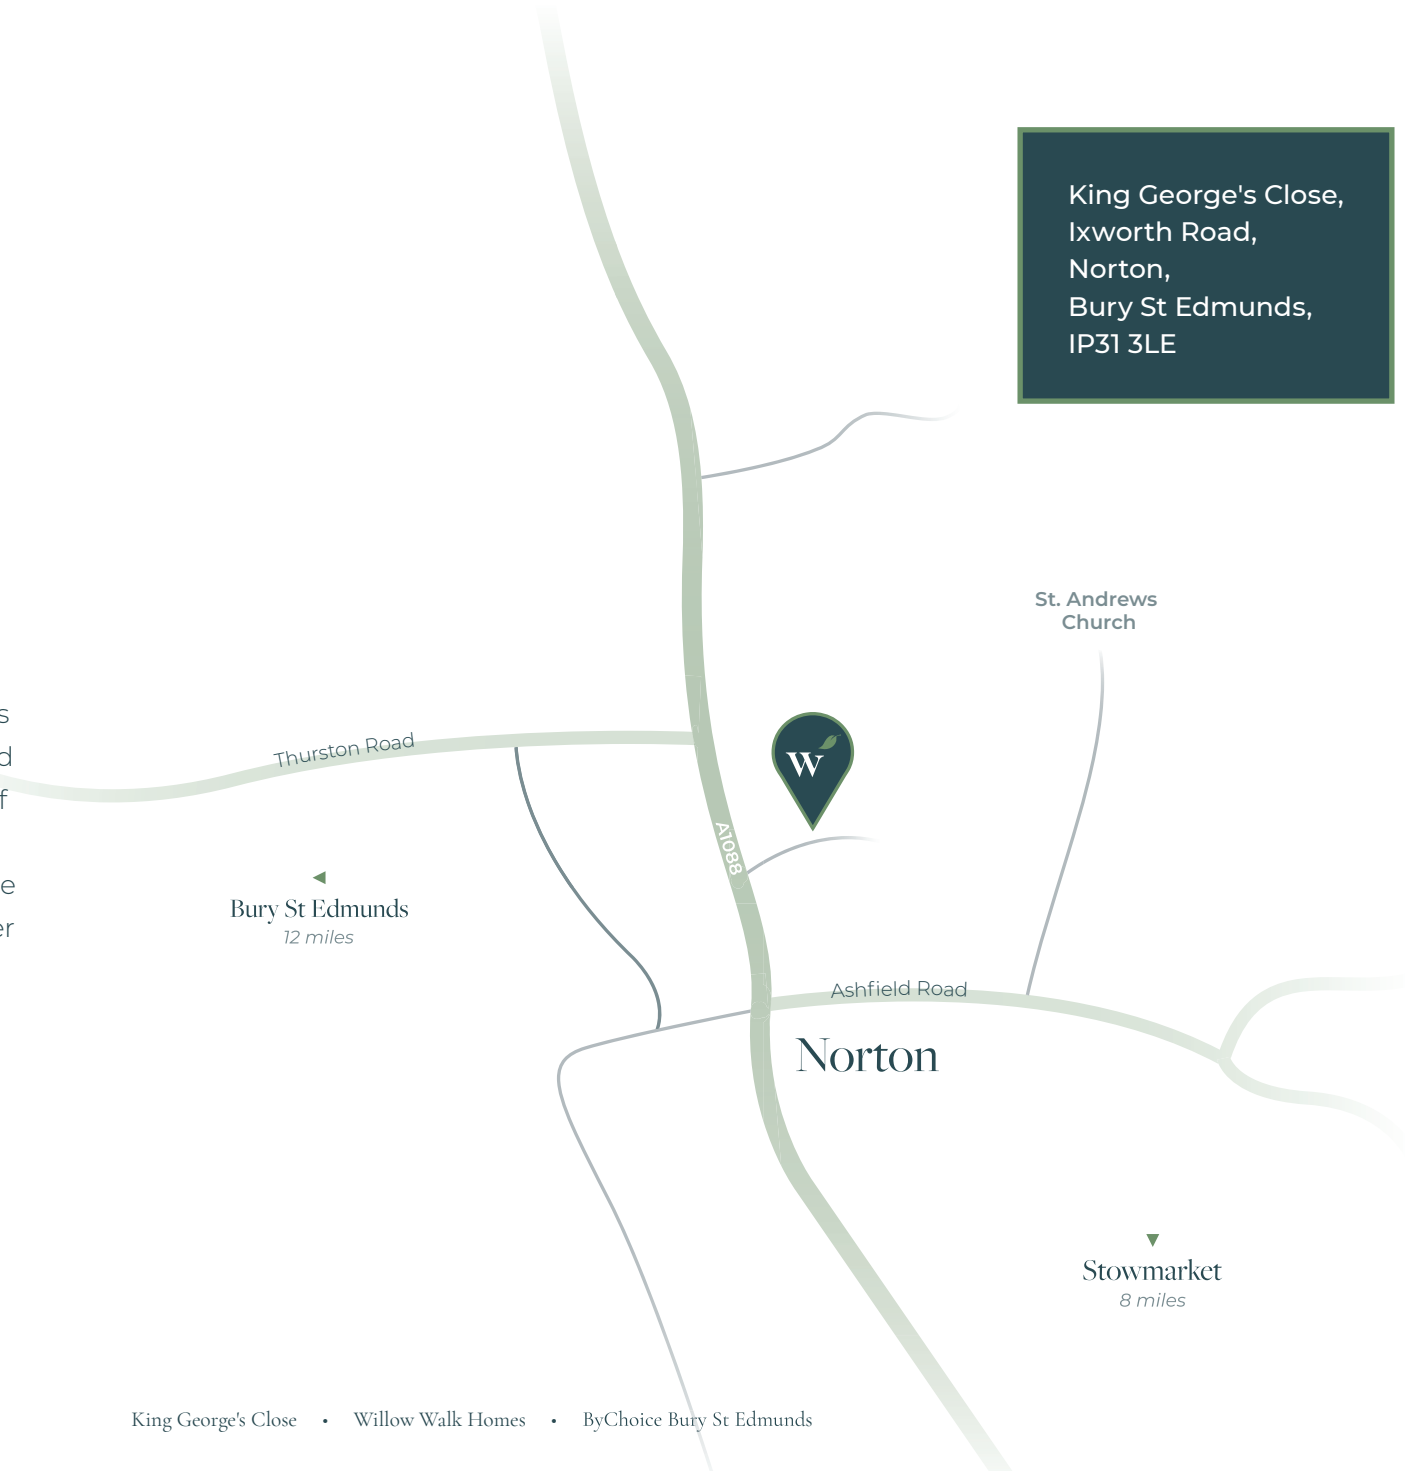 King George's Close,
Ixworth Road,
Norton,
Bury St Edmunds,
IP31 3LE
St. Andrews
Church
s
d
f
e
er
Thurston Road
W
A1088
Bury St Edmunds
12 miles
Ashfield Road
Norton
Stowmarket
8 miles
King George's Close • Willow Walk Homes • ByChoice Bury St Edmunds